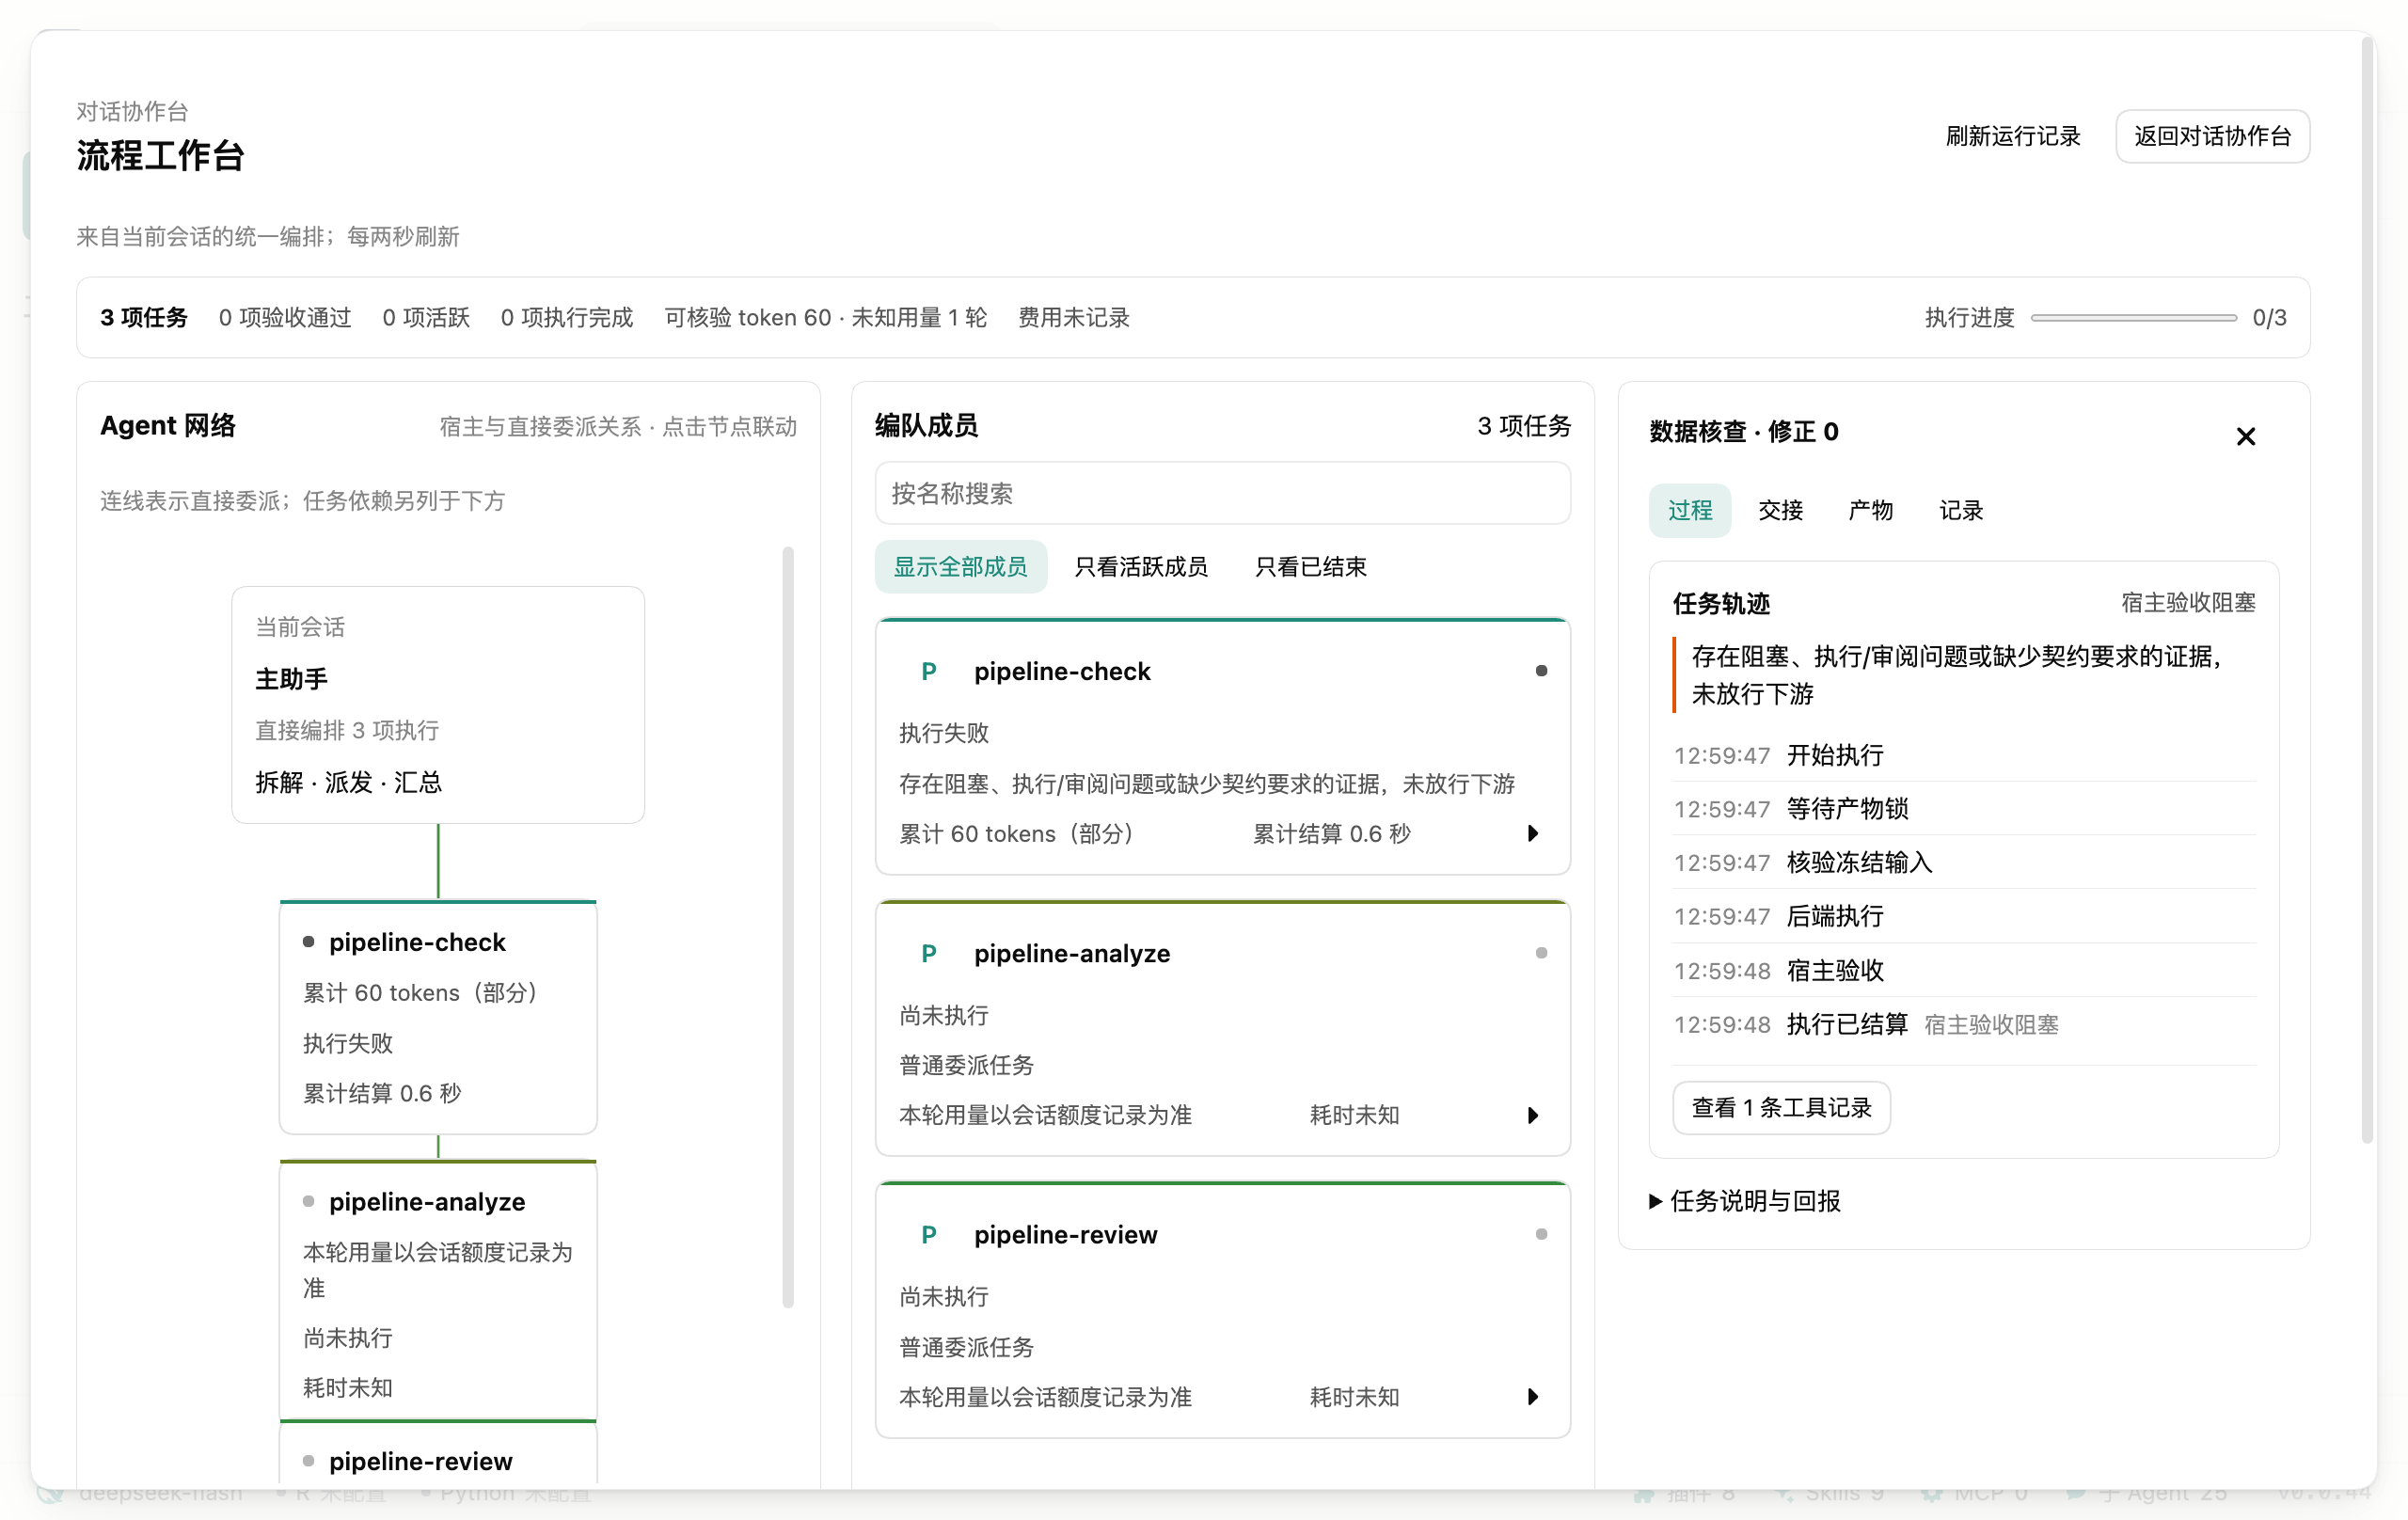 对话协作台
流程工作台
刷新运行记录
返回对话协作台
来自当前会话的统一编排；每两秒刷新
3 项任务 0 项验收通过 0 项活跃 0 项执行完成 可核验 token 60 · 未知用量 1 轮 费用未记录
执行进度 0/3
Agent 网络
宿主与直接委派关系 · 点击节点联动
连线表示直接委派；任务依赖另列于下方
当前会话
主助手
直接编排 3 项执行
拆解 · 派发 · 汇总
pipeline-check
累计 60 tokens（部分）
执行失败
累计结算 0.6 秒
pipeline-analyze
本轮用量以会话额度记录为
准
尚未执行
耗时未知
pipeline-review
编队成员
3 项任务
按名称搜索
显示全部成员 只看活跃成员 只看已结束
P pipeline-check
执行失败
存在阻塞、执行/审阅问题或缺少契约要求的证据，未放行下游
累计 60 tokens（部分） 累计结算 0.6 秒
P pipeline-analyze
尚未执行
普通委派任务
本轮用量以会话额度记录为准 耗时未知
P pipeline-review
尚未执行
普通委派任务
本轮用量以会话额度记录为准 耗时未知
数据核查 · 修正 0
过程 交接 产物 记录
任务轨迹
宿主验收阻塞
存在阻塞、执行/审阅问题或缺少契约要求的证据，
未放行下游
12:59:47 开始执行
12:59:47 等待产物锁
12:59:47 核验冻结输入
12:59:47 后端执行
12:59:48 宿主验收
12:59:48 执行已结算 宿主验收阻塞
查看 1 条工具记录
任务说明与回报
deepseek-flash R 未配置 Python 未配置
插件 8 Skills 9 MCP 0 子 Agent 25 v0.0.44